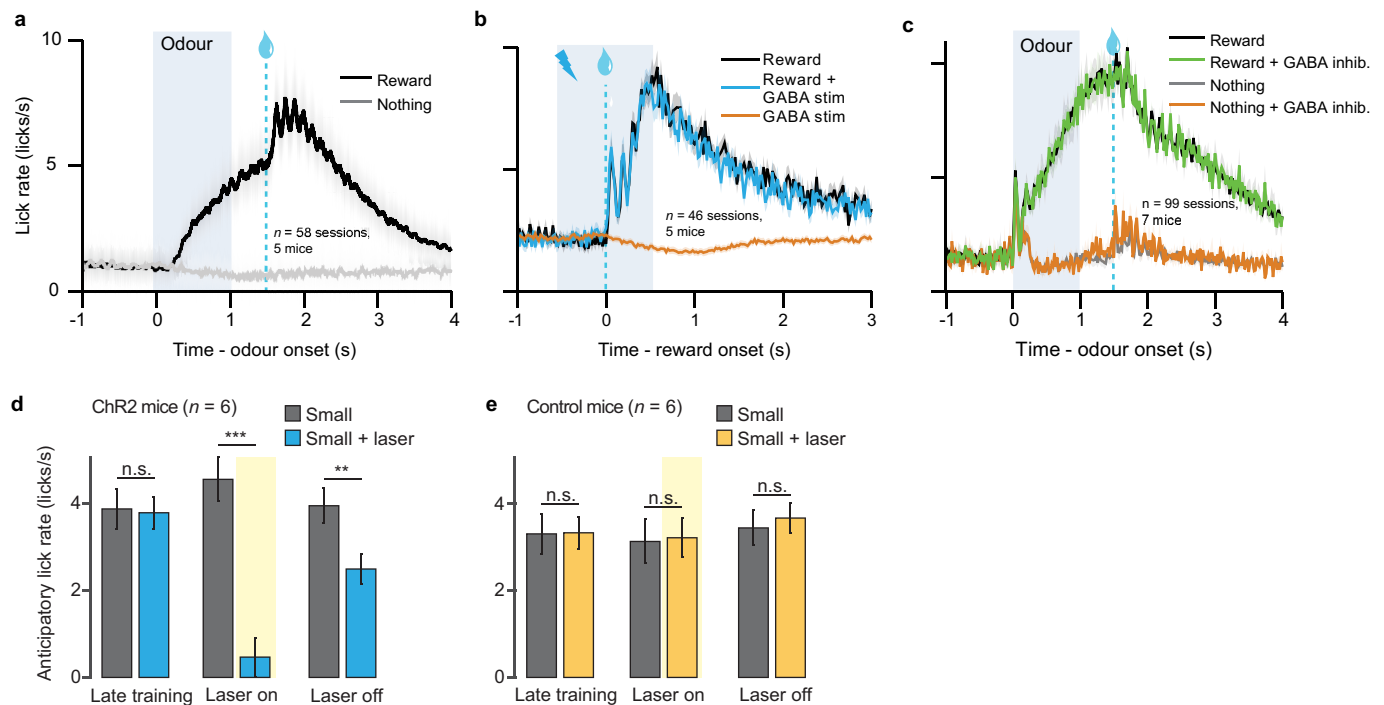 a
Odour
Reward
Nothing
n = 58 sessions,
5 mice
10
5
0
Lick rate (licks/s)
-1 0 1 2 3 4
Time - odour onset (s)
b
Reward
Reward +
GABA stim
GABA stim
n = 46 sessions,
5 mice
-1 0 1 2 3
Time - reward onset (s)
c
Odour
Reward
Reward + GABA inhib.
Nothing
Nothing + GABA inhib.
n = 99 sessions,
7 mice
-1 0 1 2 3 4
Time - odour onset (s)
d
ChR2 mice (n = 6)
Small
Small + laser
n.s.
***
**
4
2
0
Anticipatory lick rate (licks/s)
Late training Laser on Laser off
e
Control mice (n = 6)
Small
Small + laser
n.s.
n.s.
n.s.
4
2
0
Late training Laser on Laser off